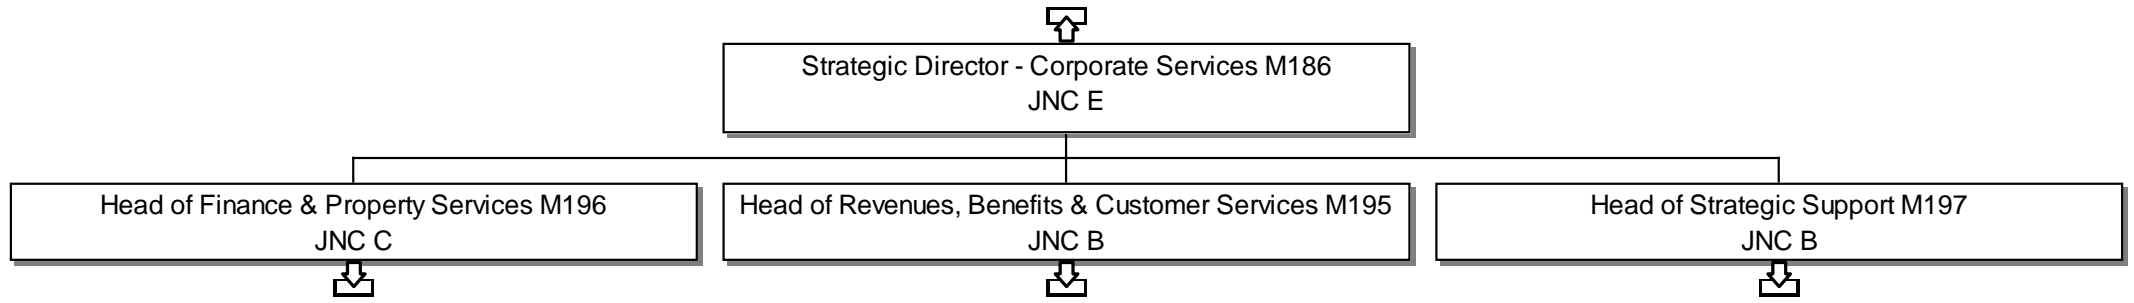 Strategic Director - Corporate Services M186
JNC E
Head of Finance & Property Services M196
JNC C
Head of Revenues, Benefits & Customer Services M195
JNC B
Head of Strategic Support M197
JNC B